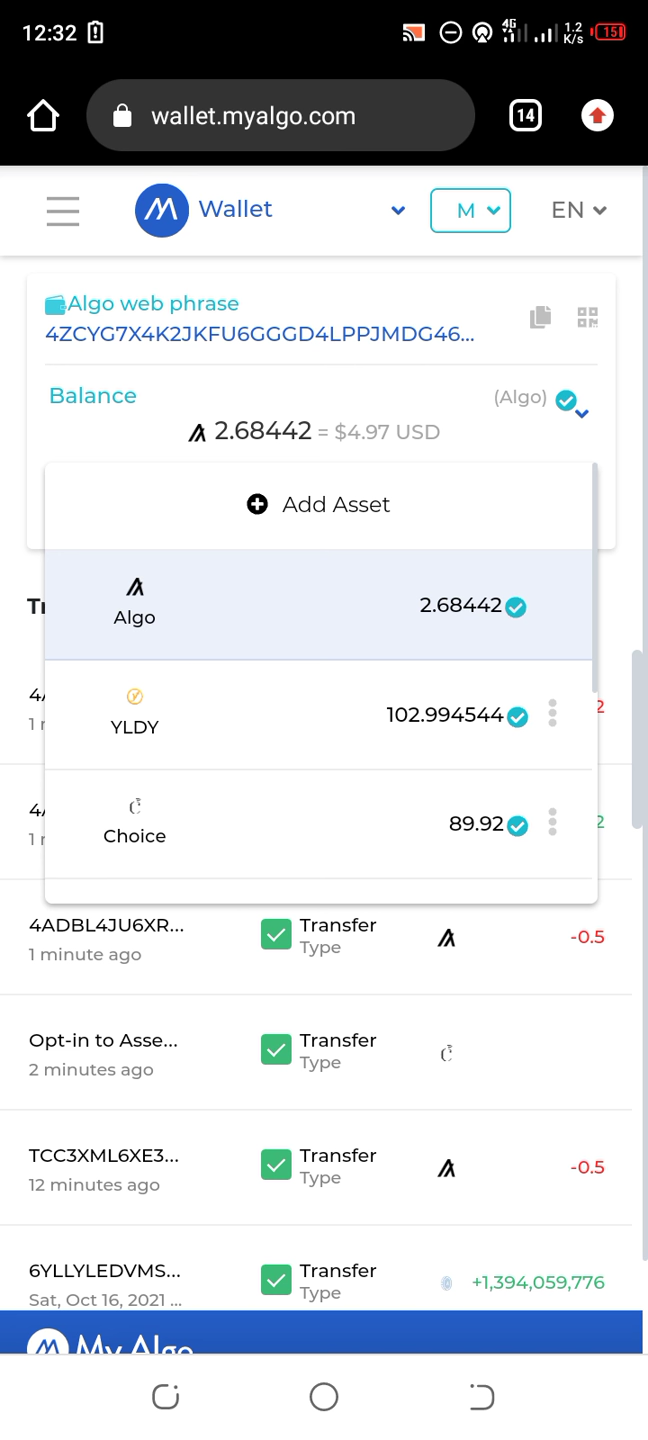 12:32
4G
1.2
K/s
15
wallet.myalgo.com
14
Wallet
M
EN
Algo web phrase
4ZCYG7X4K2JKFU6GGGD4LPPJMDG46...
Balance
(Algo)
2.68442 = $4.97 USD
Add Asset
Algo
2.68442
YLDY
102.994544
Choice
89.92
4ADBL4JU6XR...
Transfer
1 minute ago
Type
-0.5
Opt-in to Asse...
Transfer
2 minutes ago
Type
TCC3XML6XE3...
Transfer
12 minutes ago
Type
-0.5
6YLLYLEDVMS...
Transfer
Sat, Oct 16, 2021 ...
Type
+1,394,059,776
My Algo